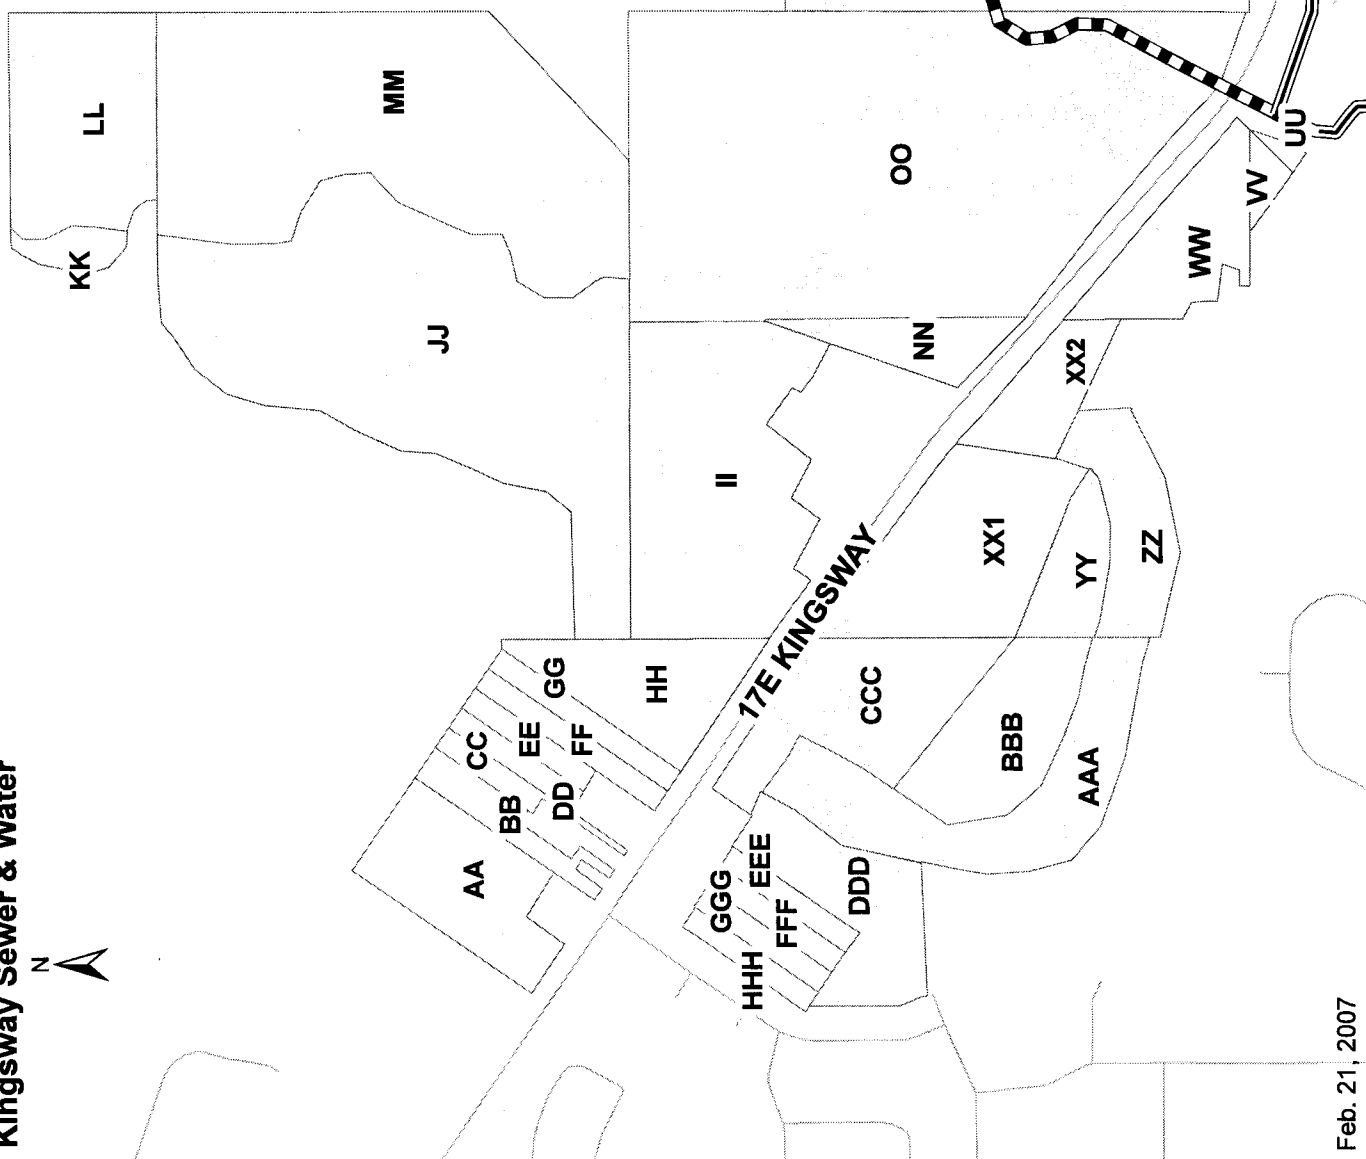 Kingsway Sewer & Water
N
LL
MM
KK
JJ
OO
UU
VV
WW
NN
XX2
II
XX1
YY
ZZ
17E KINGSWAY
GG
HH
CC
EE
FF
BB
DD
AA
CCC
BBB
AAA
EEE
GGG
FFF
DDD
HHH
Feb. 21, 2007